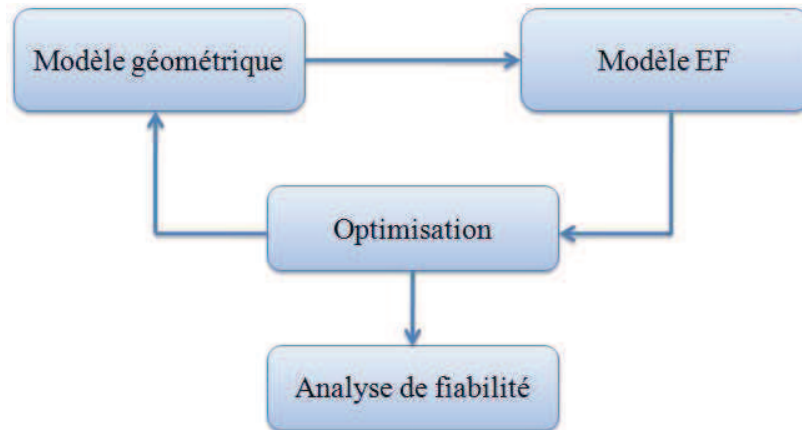 Modèle géométrique
Modèle EF
Optimisation
Analyse de fiabilité